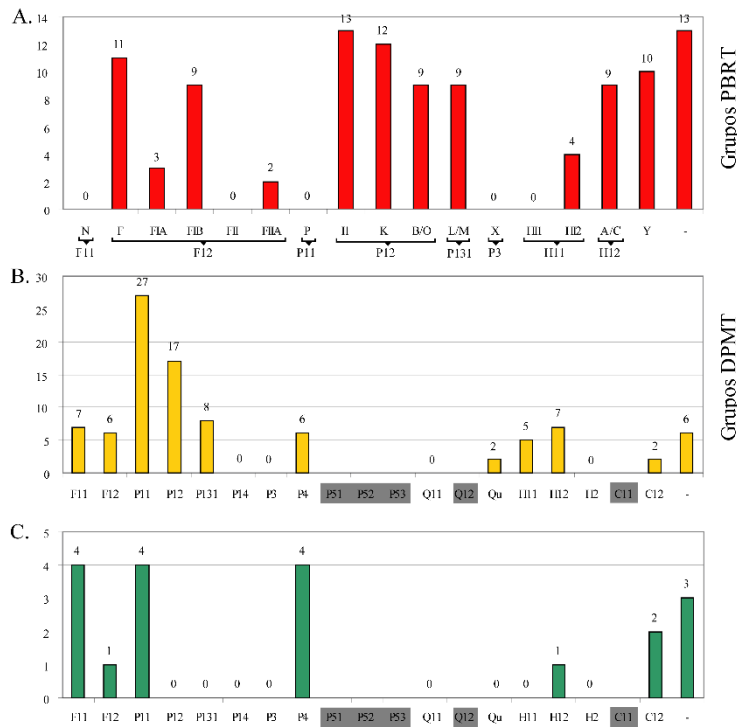 A.
14
12
10
8
6
4
2
0
0 11 3 9 0 2 0 13 12 9 9 0 0 4 9 10 13
N F FIA FIB FII FIIA P I1 K B/O L/M X HI1 HI2 A/C Y -
F11 F12 P11 P12 P131 P3 H11 H12
Grupos PBRT
B.
30
25
20
15
10
5
0
7 6 27 17 8 0 0 6 0 2 5 7 0 2 6
F11 F12 P11 P12 P131 P14 P3 P4 P51 P52 P53 Q11 Q12 Qu H11 H12 H2 C11 C12 -
Grupos DPMT
C.
5
4
3
2
1
0
4 1 4 0 0 0 0 4 0 0 0 1 0 2 3
F11 F12 P11 P12 P131 P14 P3 P4 P51 P52 P53 Q11 Q12 Qu H11 H12 H2 C11 C12 -